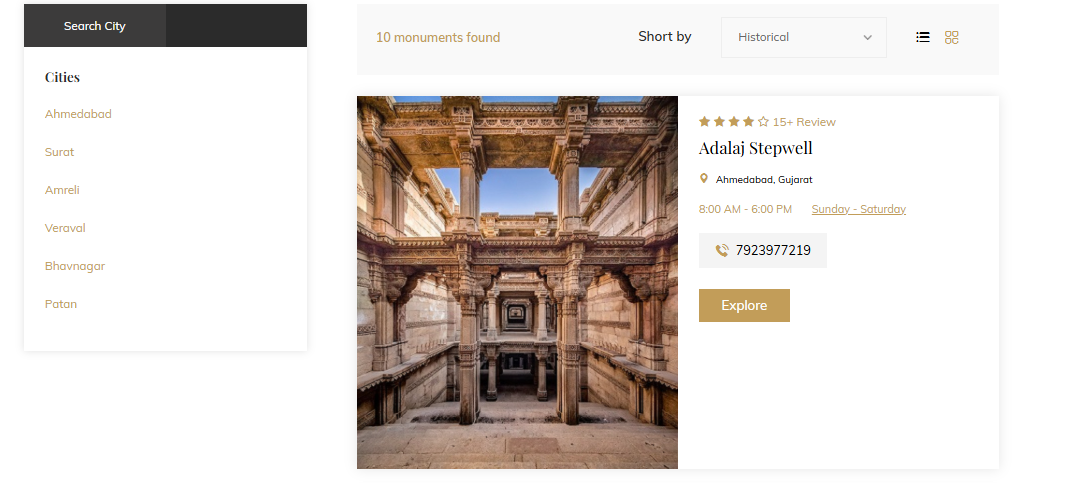 Search City
Cities
Ahmedabad
Surat
Amreli
Veraval
Bhavnagar
Patan
10 monuments found
Short by
Historical
15+ Review
Adalaj Stepwell
Ahmedabad, Gujarat
8:00 AM - 6:00 PM Sunday - Saturday
7923977219
Explore